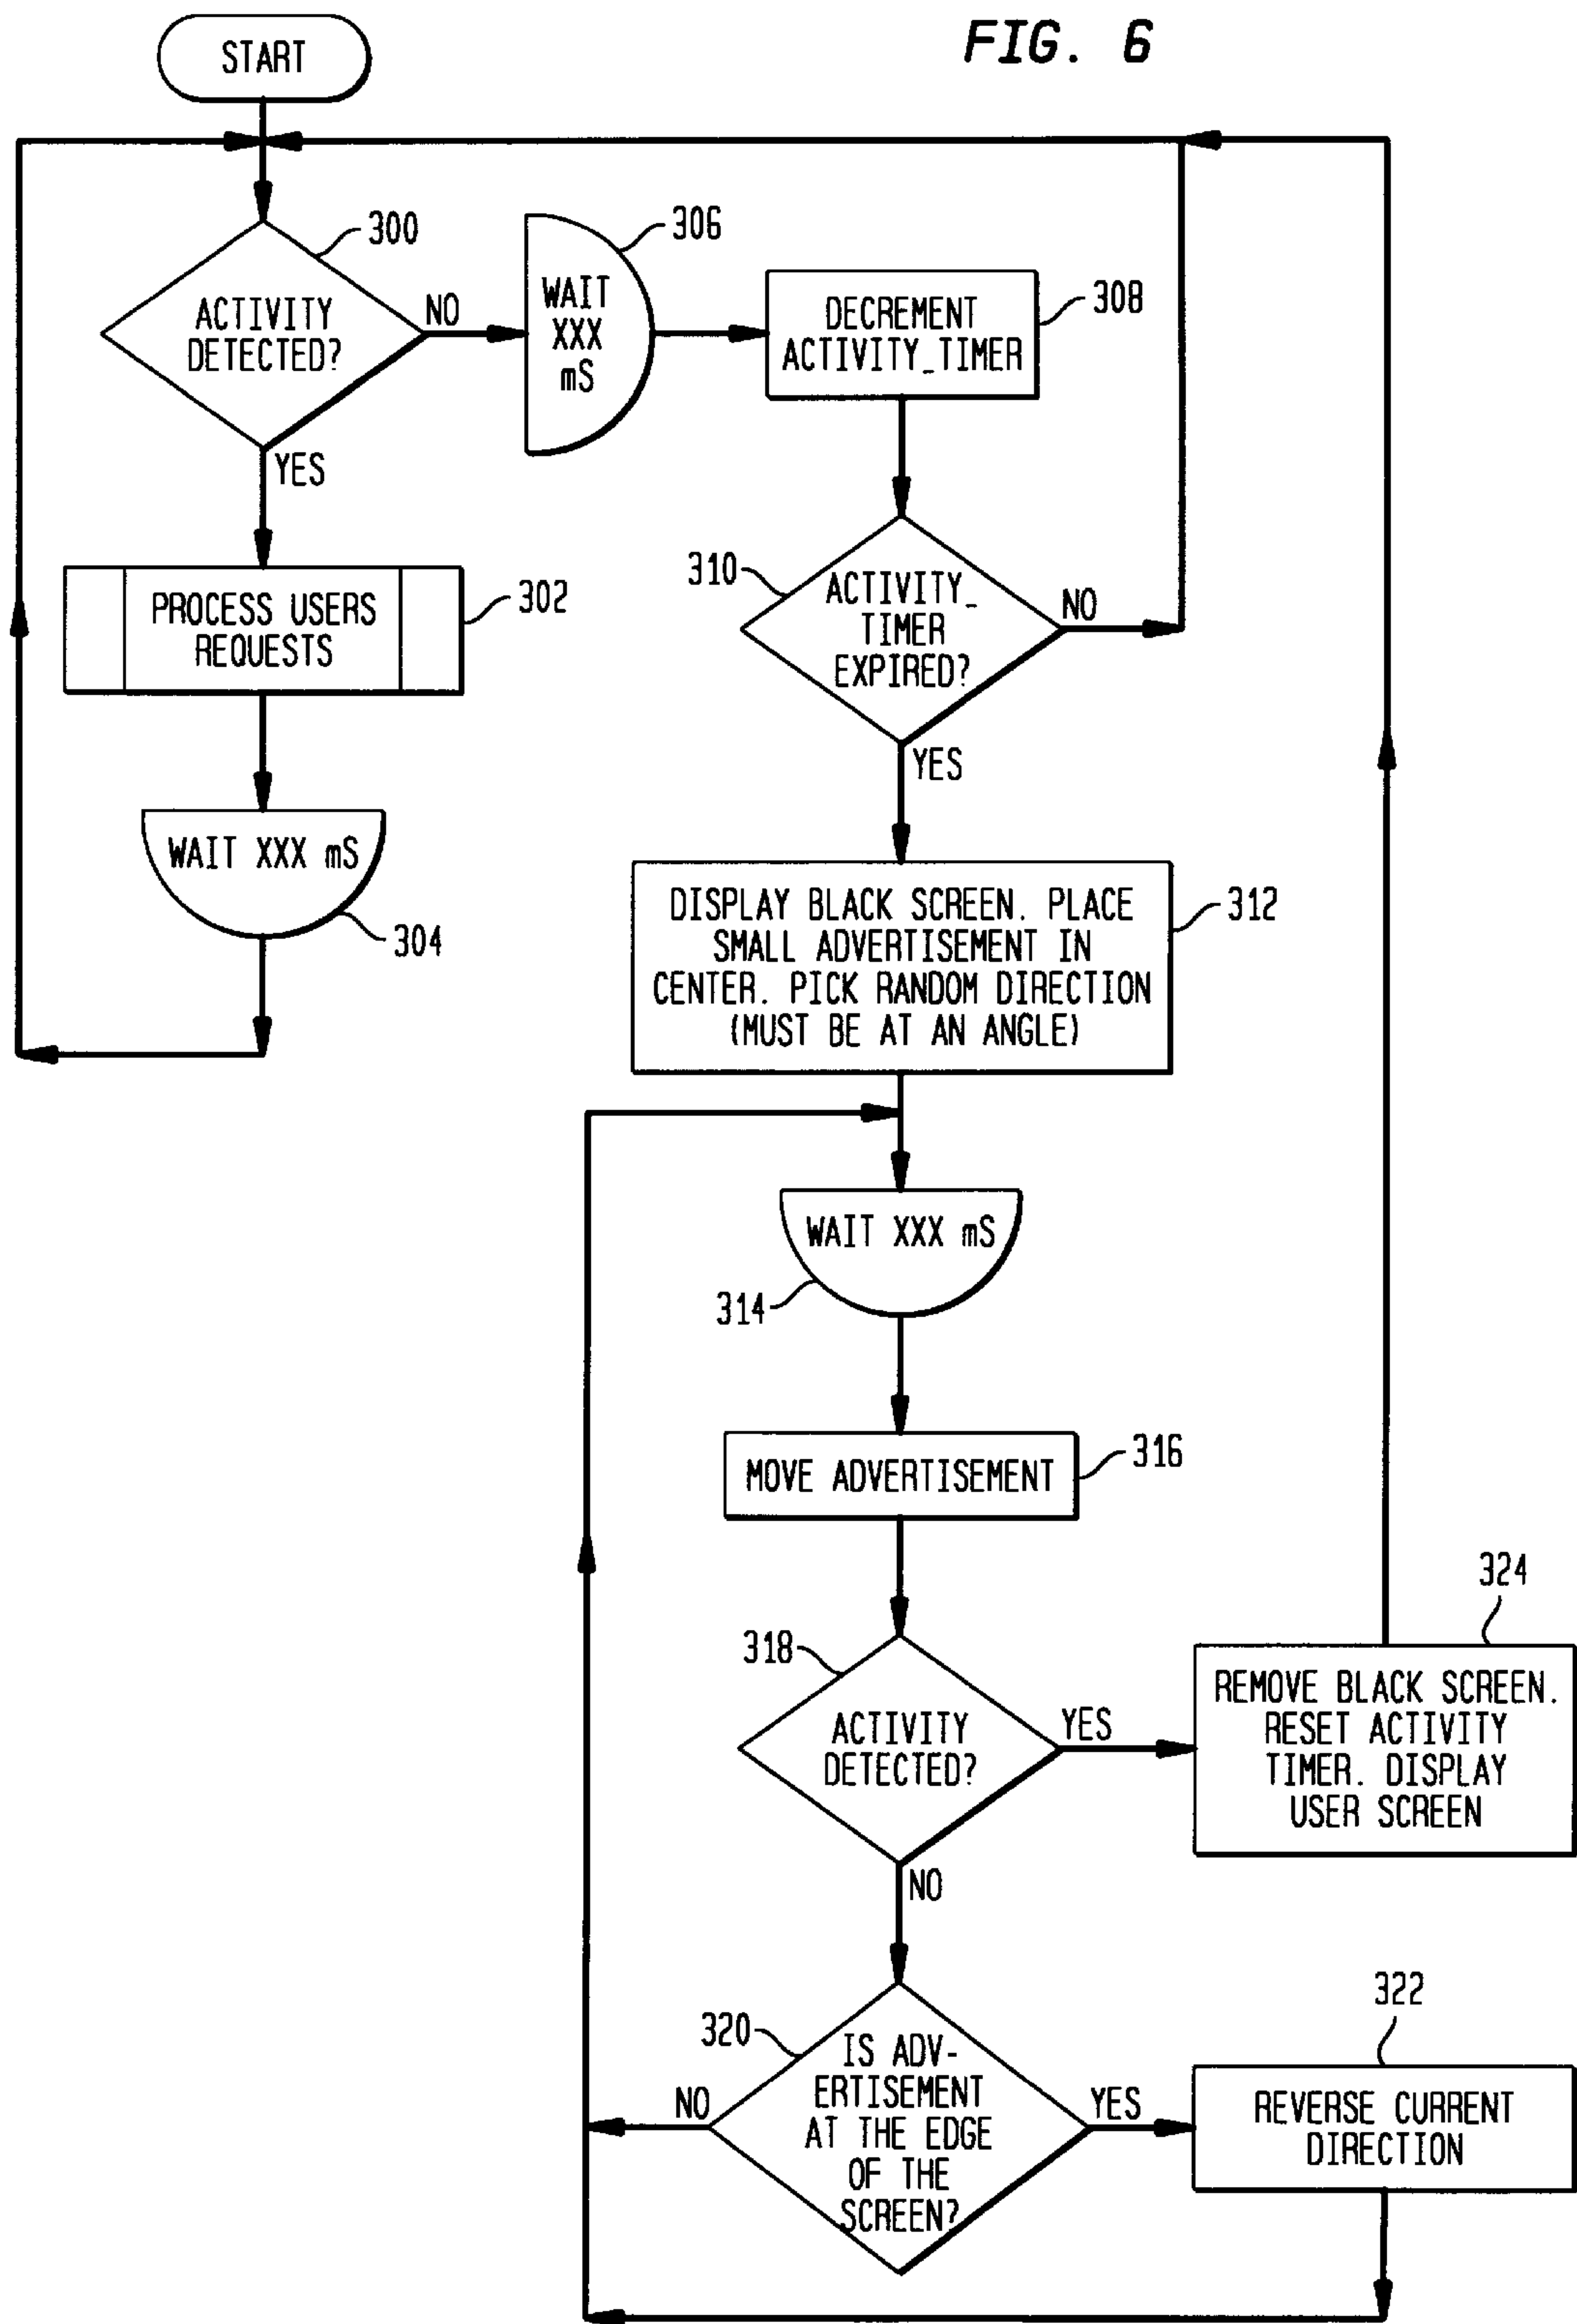 FIG. 6
START
300
ACTIVITY
DETECTED?
NO
YES
306
WAIT
XXX
mS
DECREMENT
ACTIVITY_TIMER
308
PROCESS USERS
REQUESTS
302
WAIT XXX mS
304
310
ACTIVITY_
TIMER
EXPIRED?
NO
YES
DISPLAY BLACK SCREEN. PLACE
SMALL ADVERTISEMENT IN
CENTER. PICK RANDOM DIRECTION
(MUST BE AT AN ANGLE)
312
WAIT XXX mS
314
MOVE ADVERTISEMENT
316
318
ACTIVITY
DETECTED?
YES
NO
324
REMOVE BLACK SCREEN.
RESET ACTIVITY
TIMER. DISPLAY
USER SCREEN
320
IS ADV-
ERTISEMENT
AT THE EDGE
OF THE
SCREEN?
NO
YES
322
REVERSE CURRENT
DIRECTION